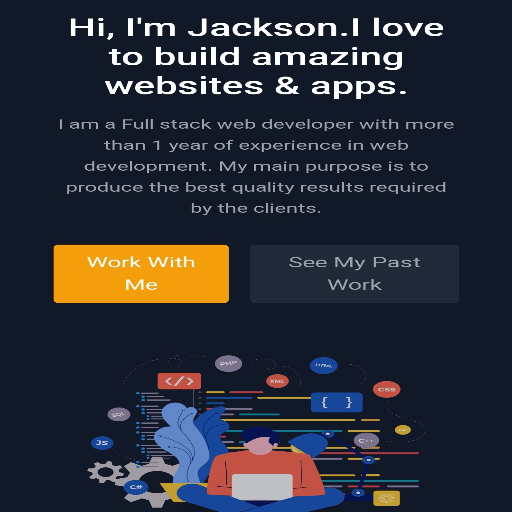 Hi, I'm Jackson.I love
to build amazing
websites & apps.
I am a Full stack web developer with more
than 1 year of experience in web
development. My main purpose is to
produce the best quality results required
by the clients.
Work With
Me
See My Past
Work
PHP
HTML
XML
</>
CSS
{ }
SQL
JS
C++
C#